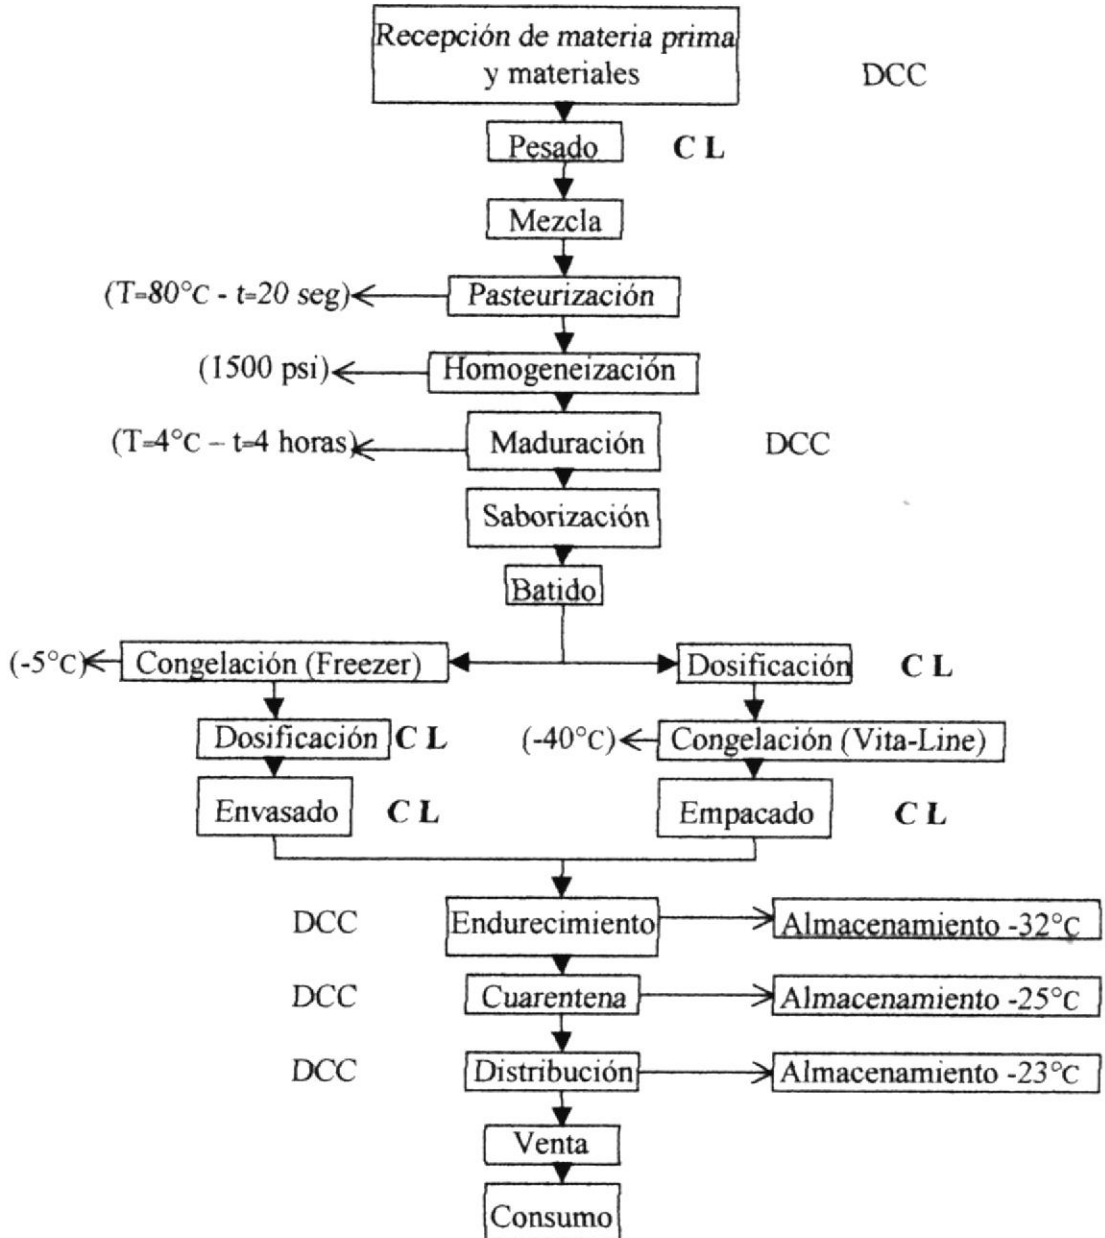 Recepción de materia prima
y materiales
DCC
Pesado
C L
Mezcla
(T=80°C - t=20 seg)
Pasteurización
(1500 psi)
Homogeneización
(T=4°C – t=4 horas)
Maduración
DCC
Saborización
Batido
(-5°C)
Congelación (Freezer)
Dosificación
C L
Dosificación
C L
(-40°C)
Congelación (Vita-Line)
Envasado
C L
Empacado
C L
DCC
Endurecimiento
Almacenamiento -32°C
DCC
Cuarentena
Almacenamiento -25°C
DCC
Distribución
Almacenamiento -23°C
Venta
Consumo